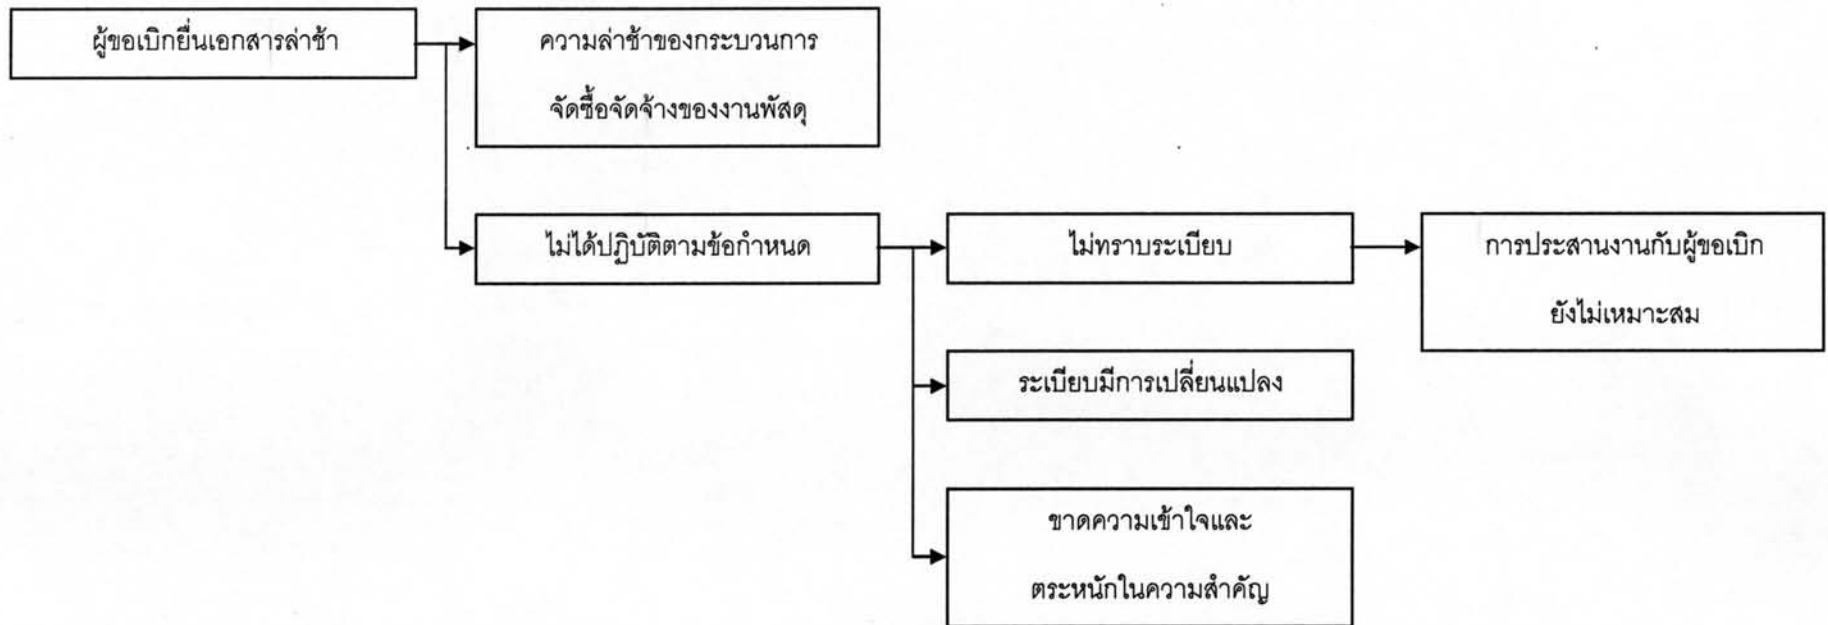 ผู้ขอเบิกยื่นเอกสารล่าช้า
ความล่าช้าของกระบวนการ
จัดซื้อจัดจ้างของงานพัสดุ
ไม่ได้ปฏิบัติตามข้อกำหนด
ไม่ทราบระเบียบ
การประสานงานกับผู้ขอเบิก
ยังไม่เหมาะสม
ระเบียบมีการเปลี่ยนแปลง
ขาดความเข้าใจและ
ตระหนักในความสำคัญ